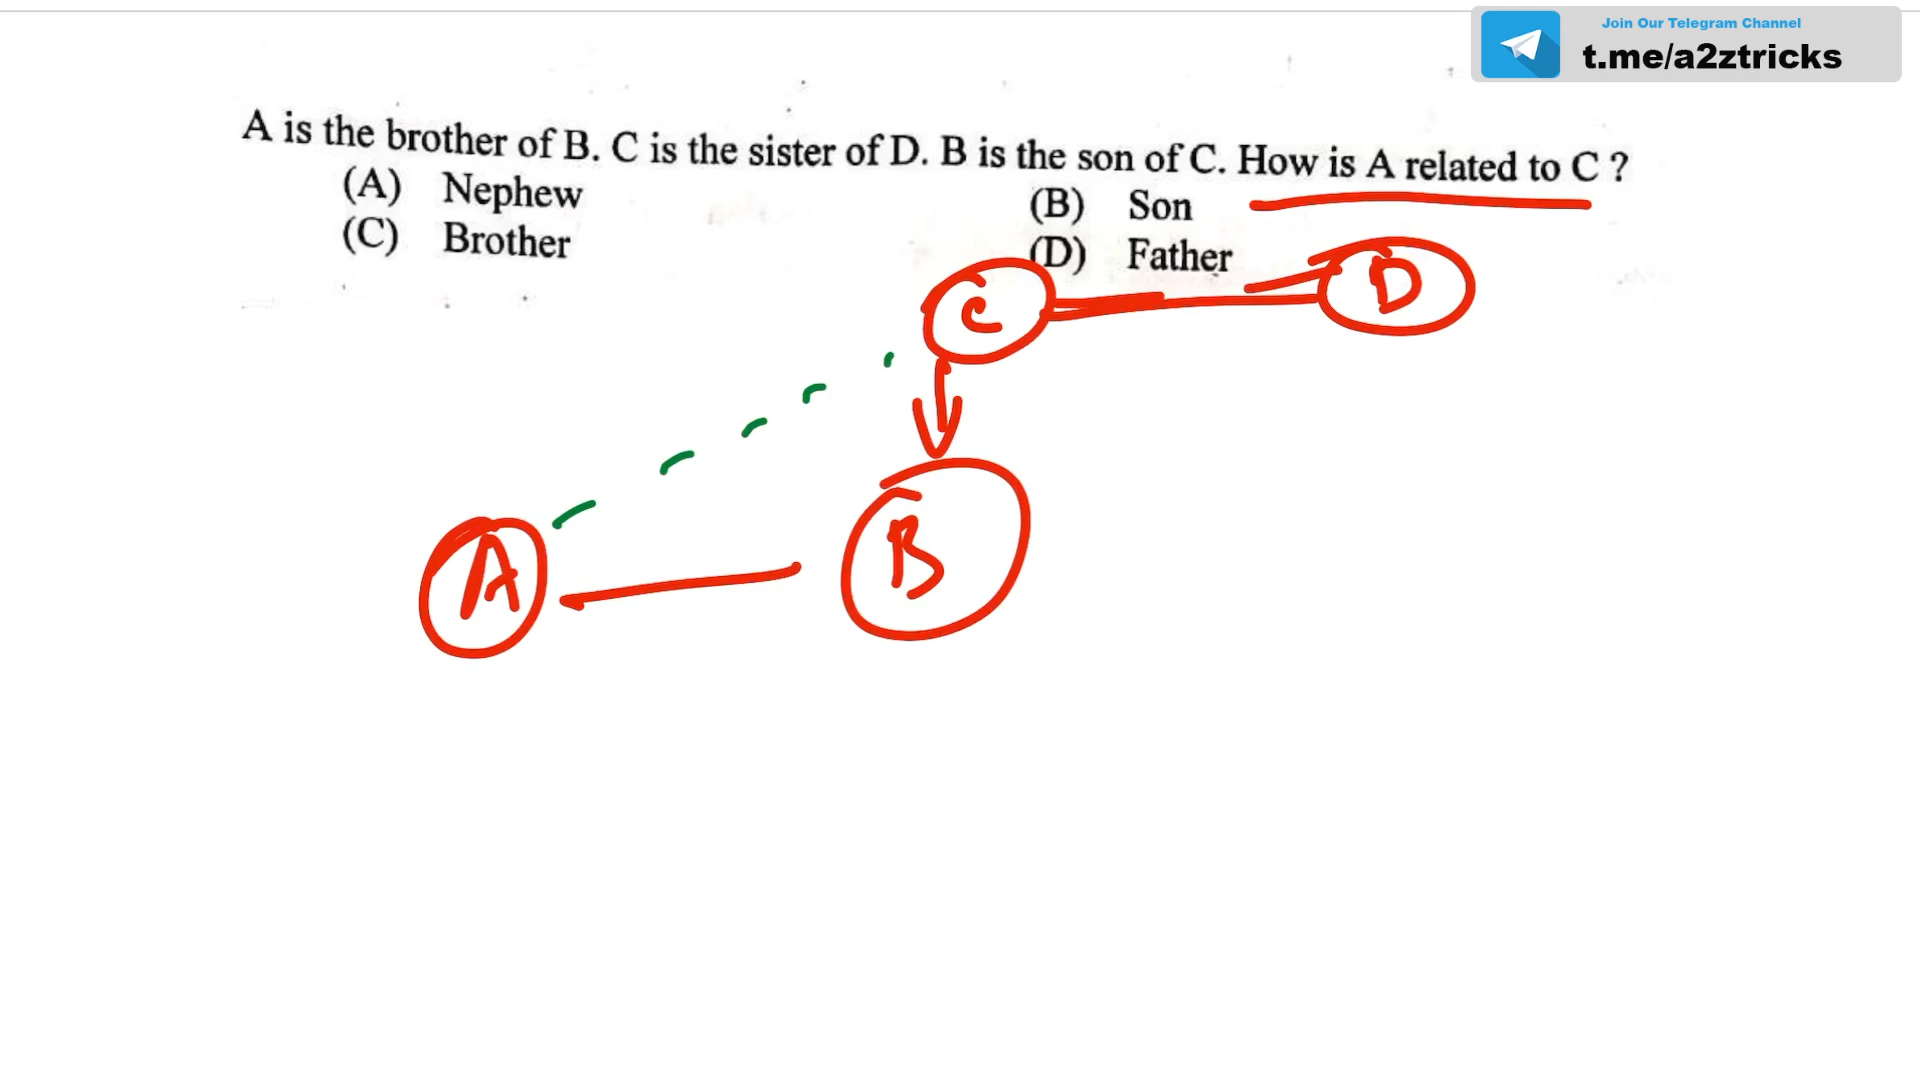 Join Our Telegram Channel
t.me/a2ztricks
A is the brother of B. C is the sister of D. B is the son of C. How is A related to C ?
(A) Nephew
(B) Son
(C) Brother
(D) Father
C
D
B
A